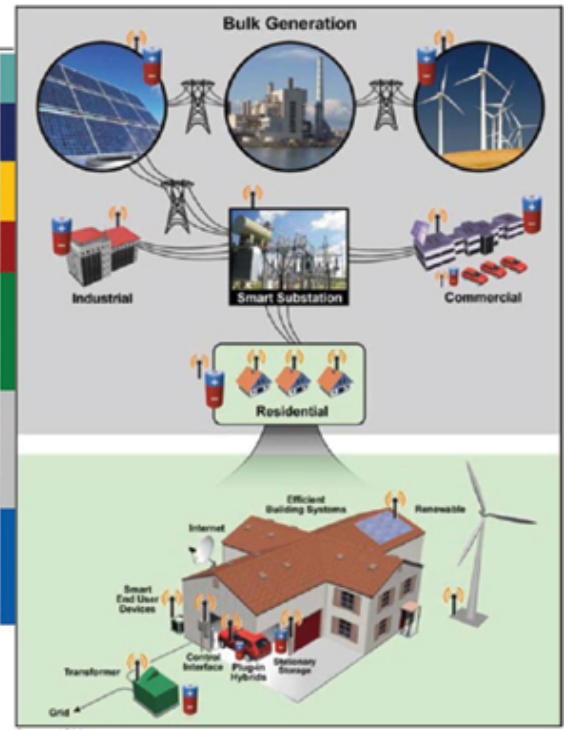 Bulk Generation
Industrial
Smart Substation
Commercial
Residential
Efficient
Building Systems
Renewable
Internet
Smart
End User
Devices
Control
Interface
Plug-in
Hybrids
Stationary
Storage
Transformer
Grid